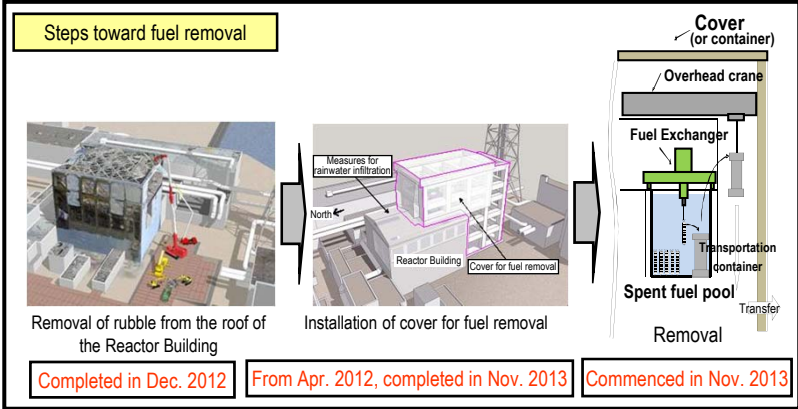 Steps toward fuel removal
Measures for
rainwater infiltration
North
Reactor Building
Cover for fuel removal
Cover
(or container)
Overhead crane
Fuel Exchanger
Transportation
container
Spent fuel pool
Transfer
Removal of rubble from the roof of
the Reactor Building
Installation of cover for fuel removal
Removal
Completed in Dec. 2012
From Apr. 2012, completed in Nov. 2013
Commenced in Nov. 2013